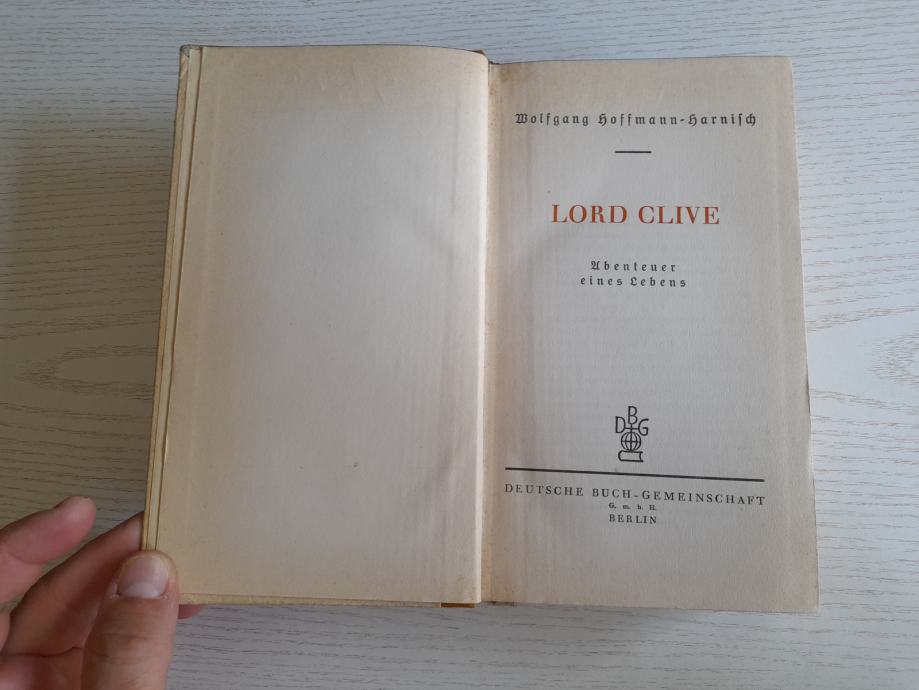 Wolfgang Hoffmann-Harnisch
LORD CLIVE
Abenteuer
eines Lebens
DBG
DEUTSCHE BUCH-GEMEINSCHAFT
G. m. b. H.
BERLIN